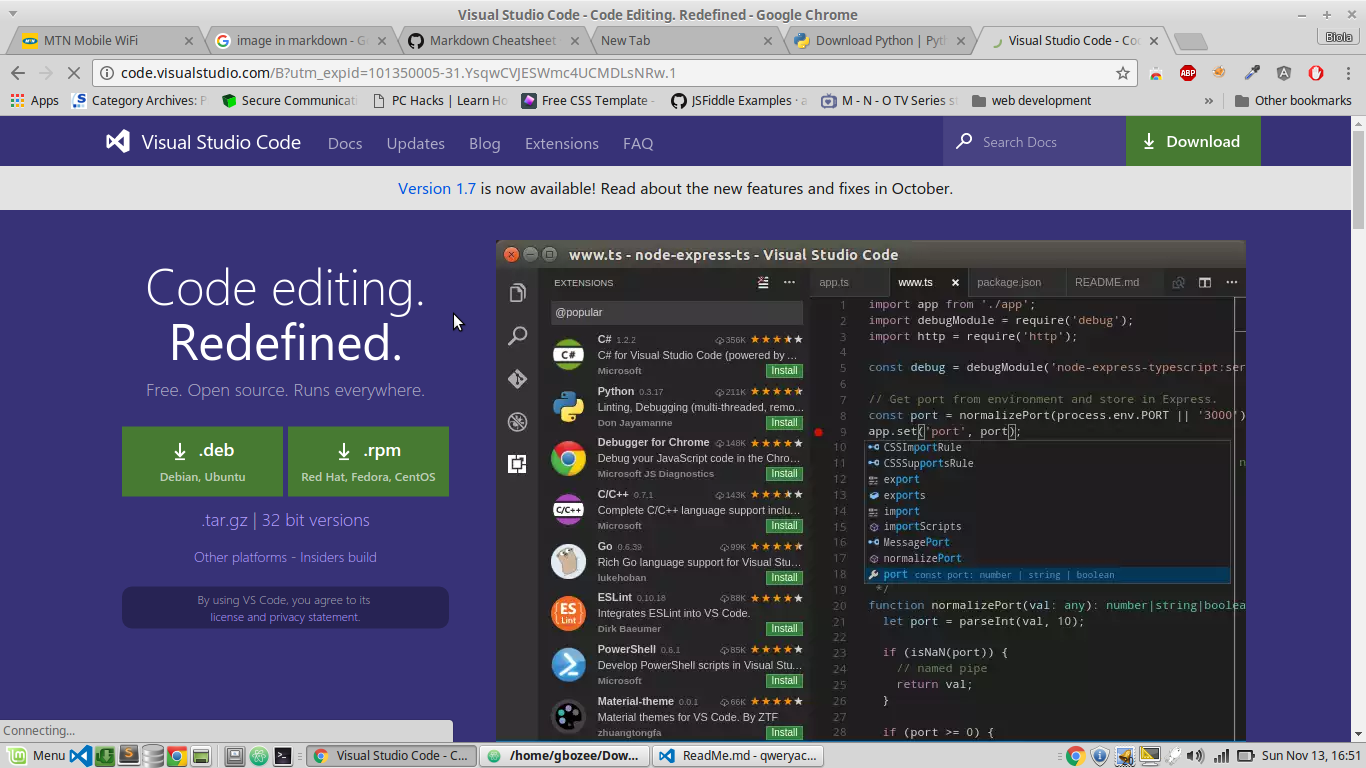 Visual Studio Code - Code Editing. Redefined - Google Chrome
MTN Mobile WiFi
image in markdown - G
Markdown Cheatsheet
New Tab
Download Python | Pyth
Visual Studio Code - Co
Biola
code.visualstudio.com/B?utm_expid=101350005-31.YsqwCVJESWmc4UCMDLsNRw.1
ABP
Apps
Category Archives: P
Secure Communicati
PC Hacks | Learn Ho
Free CSS Template -
JSFiddle Examples · a
M - N - O TV Series st
web development
»
Other bookmarks
Visual Studio Code
Docs
Updates
Blog
Extensions
FAQ
Search Docs
Download
Version 1.7 is now available! Read about the new features and fixes in October.
Code editing.
Redefined.
Free. Open source. Runs everywhere.
.deb
Debian, Ubuntu
.rpm
Red Hat, Fedora, CentOS
.tar.gz | 32 bit versions
Other platforms - Insiders build
By using VS Code, you agree to its
license and privacy statement.
www.ts - node-express-ts - Visual Studio Code
EXTENSIONS
@popular
C# 1.2.2 356K
C# for Visual Studio Code (powered by ...
Microsoft Install
Python 0.3.17 211K
Linting, Debugging (multi-threaded, remo...
Don Jayamanne Install
Debugger for Chrome 148K
Debug your JavaScript code in the Chro...
Microsoft JS Diagnostics Install
C/C++ 0.7.1 143K
Complete C/C++ language support inclu...
Microsoft Install
Go 0.6.39 99K
Rich Go language support for Visual Stu...
lukehoban Install
ESLint 0.10.18 88K
Integrates ESLint into VS Code.
Dirk Baeumer Install
PowerShell 0.6.1 85K
Develop PowerShell scripts in Visual Stu...
Microsoft Install
Material-theme 0.0.1 66K
Material themes for VS Code. By ZTF
zhuangtongfa Install
app.ts
www.ts
package.json
README.md
1 import app from './app';
2 import debugModule = require('debug');
3 import http = require('http');
4
5 const debug = debugModule('node-express-typescript:ser
6
7 // Get port from environment and store in Express.
8 const port = normalizePort(process.env.PORT || '3000')
9 app.set('port', port);
10 CSSImportRule
11 CSSSupportsRule
12 export
13 exports
14 import
15 importScripts
16 MessagePort
17 normalizePort
18 port const port: number | string | boolean
19 */
20 function normalizePort(val: any): number|string|boolea
21 let port = parseInt(val, 10);
22
23 if (isNaN(port)) {
24 // named pipe
25 return val;
26 }
27
28 if (port >= 0) {
Connecting...
Menu
Visual Studio Code - C...
/home/gbozee/Dow...
ReadMe.md - qweryac...
Sun Nov 13, 16:51